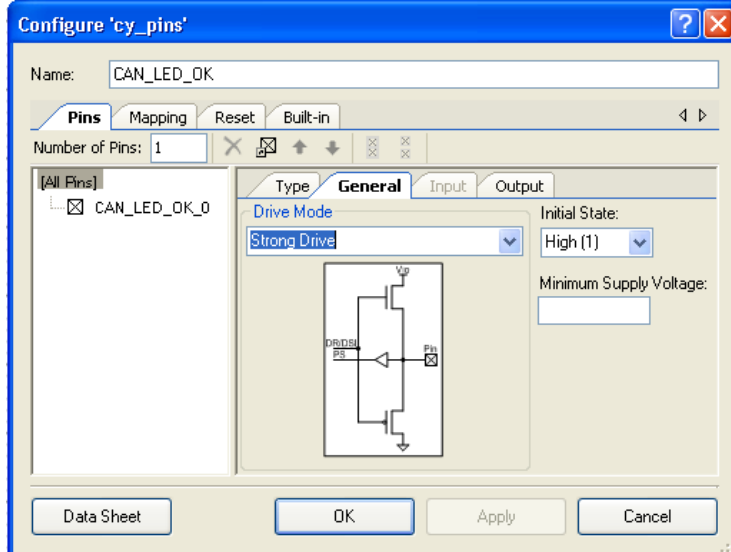 Configure 'cy_pins'
Name: CAN_LED_OK
Pins Mapping Reset Built-in
Number of Pins: 1
[All Pins]
CAN_LED_OK_0
Type General Input Output
Drive Mode
Strong Drive
Initial State:
High (1)
Minimum Supply Voltage:
Vio
DR/DSI
PS
Pin
Data Sheet OK Apply Cancel